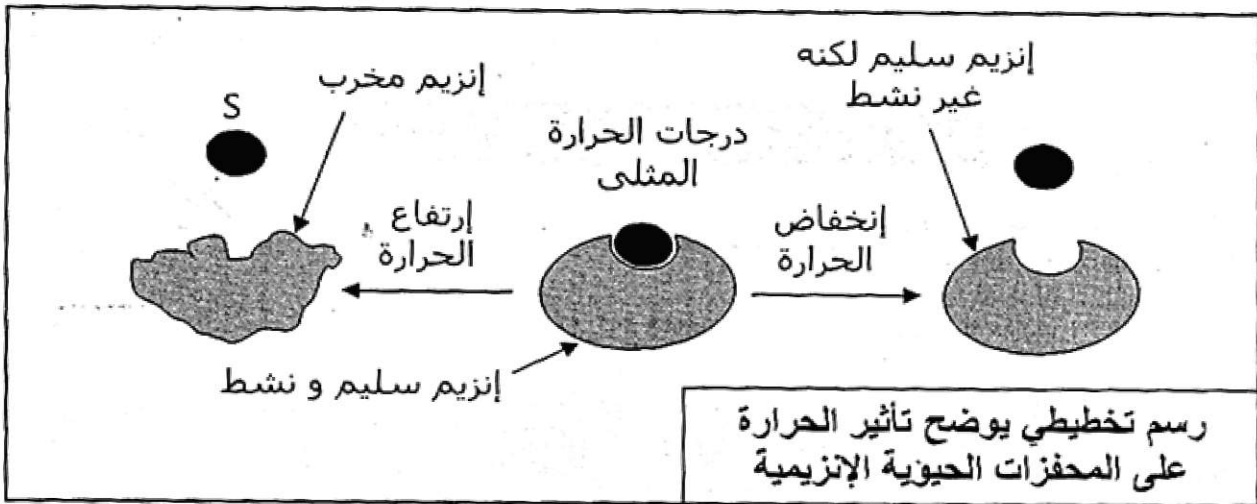 إنزيم سليم لكنه
غير نشط
إنزيم مخرب
S
درجات الحرارة
المثلى
إرتفاع
الحرارة
إنخفاض
الحرارة
إنزيم سليم و نشط
رسم تخطيطي يوضح تأثير الحرارة
على المحفزات الحيوية الإنزيمية